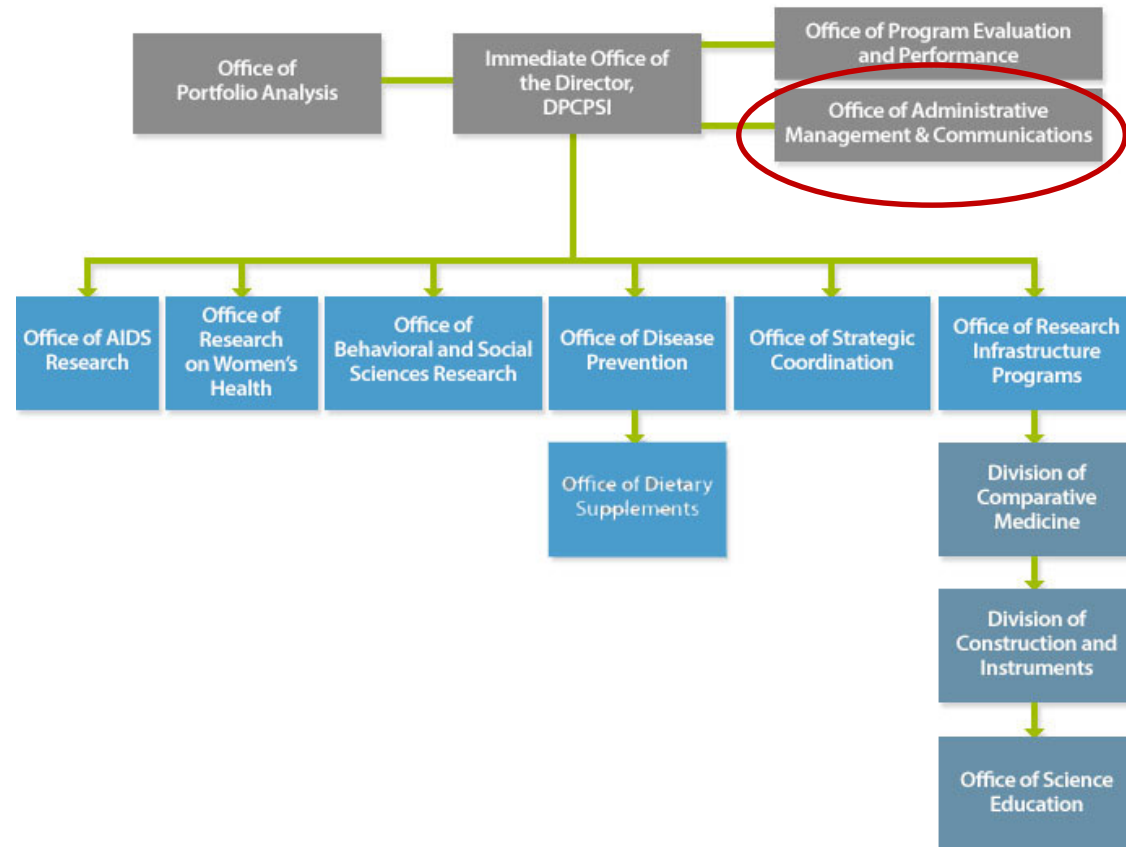 Office of
Portfolio Analysis
Immediate Office of
the Director,
DPCPSI
Office of Program Evaluation
and Performance
Office of Administrative
Management & Communications
Office of AIDS
Research
Office of
Research
on Women's
Health
Office of
Behavioral and Social
Sciences Research
Office of Disease
Prevention
Office of Strategic
Coordination
Office of Research
Infrastructure
Programs
Office of Dietary
Supplements
Division of
Comparative
Medicine
Division of
Construction and
Instruments
Office of Science
Education